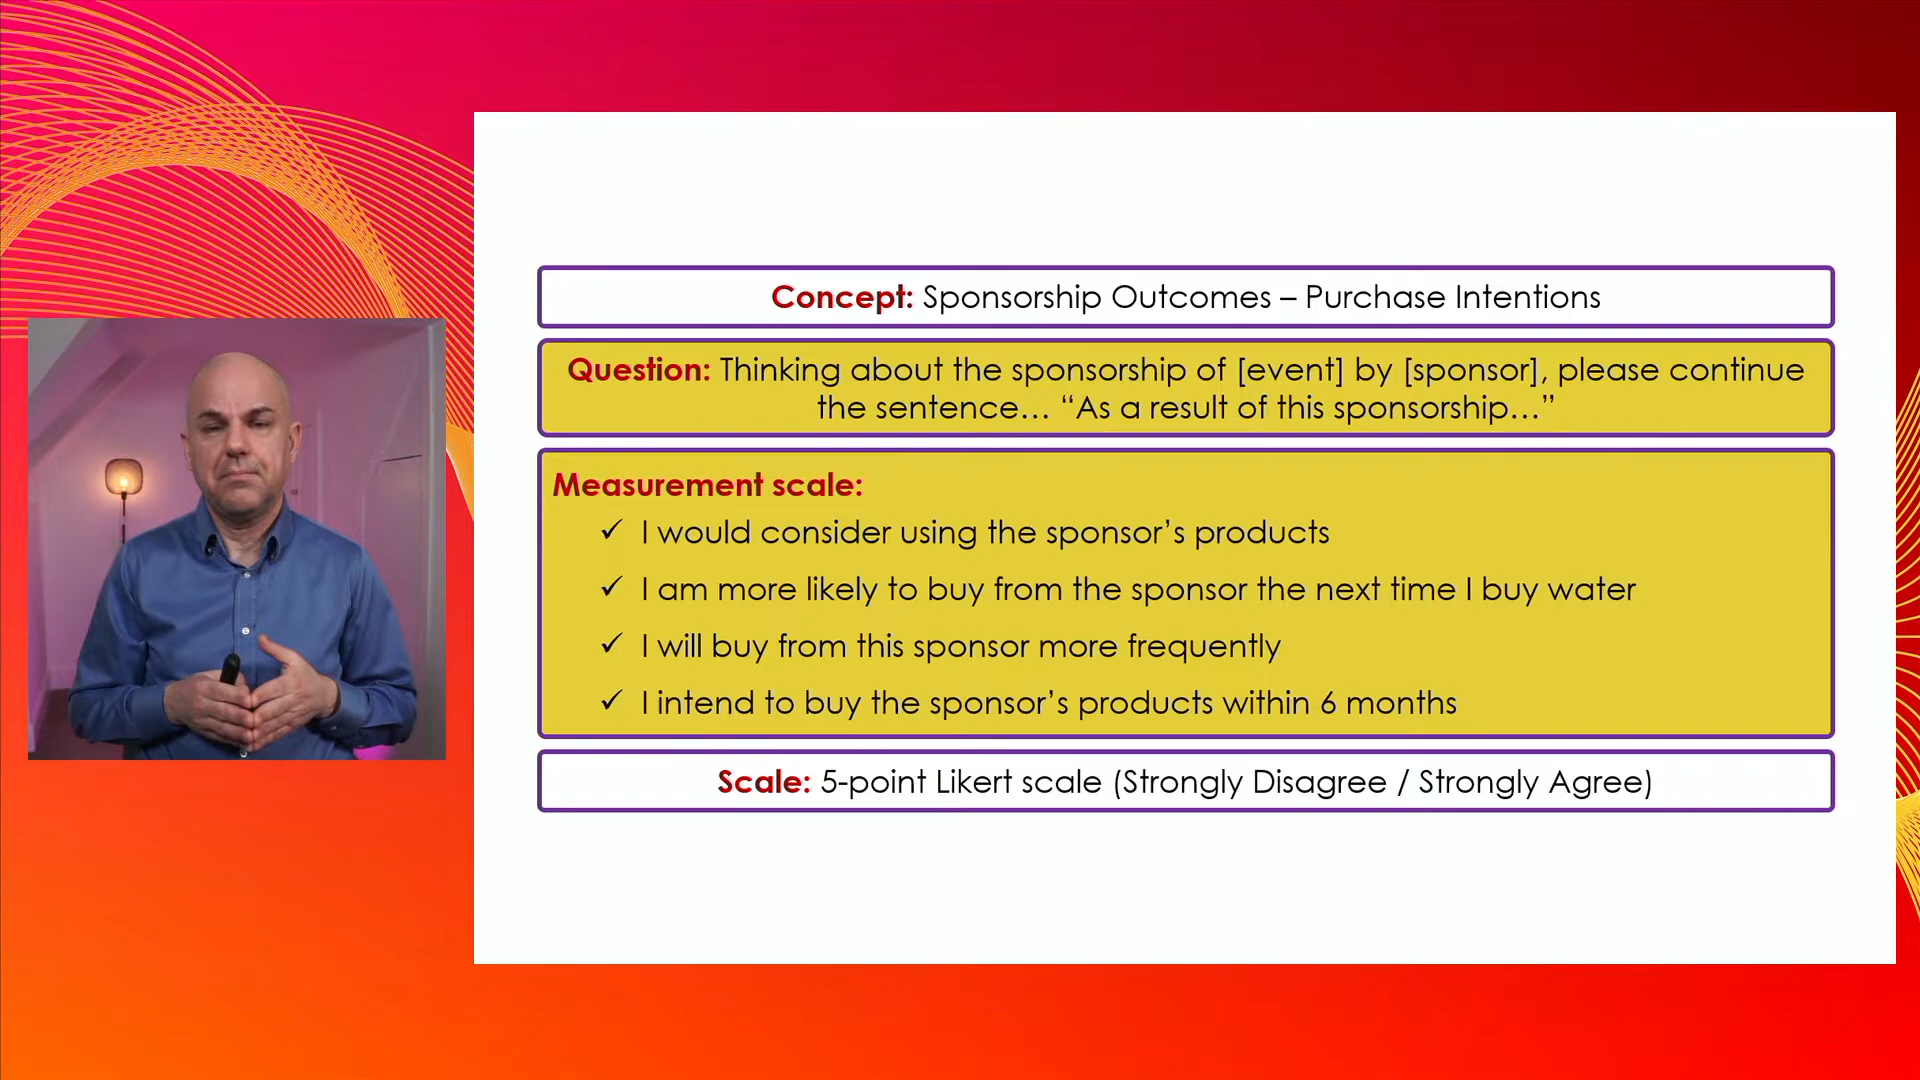 Concept: Sponsorship Outcomes – Purchase Intentions
Question: Thinking about the sponsorship of [event] by [sponsor], please continue
the sentence… “As a result of this sponsorship…”
Measurement scale:
✓ I would consider using the sponsor’s products
✓ I am more likely to buy from the sponsor the next time I buy water
✓ I will buy from this sponsor more frequently
✓ I intend to buy the sponsor’s products within 6 months
Scale: 5-point Likert scale (Strongly Disagree / Strongly Agree)